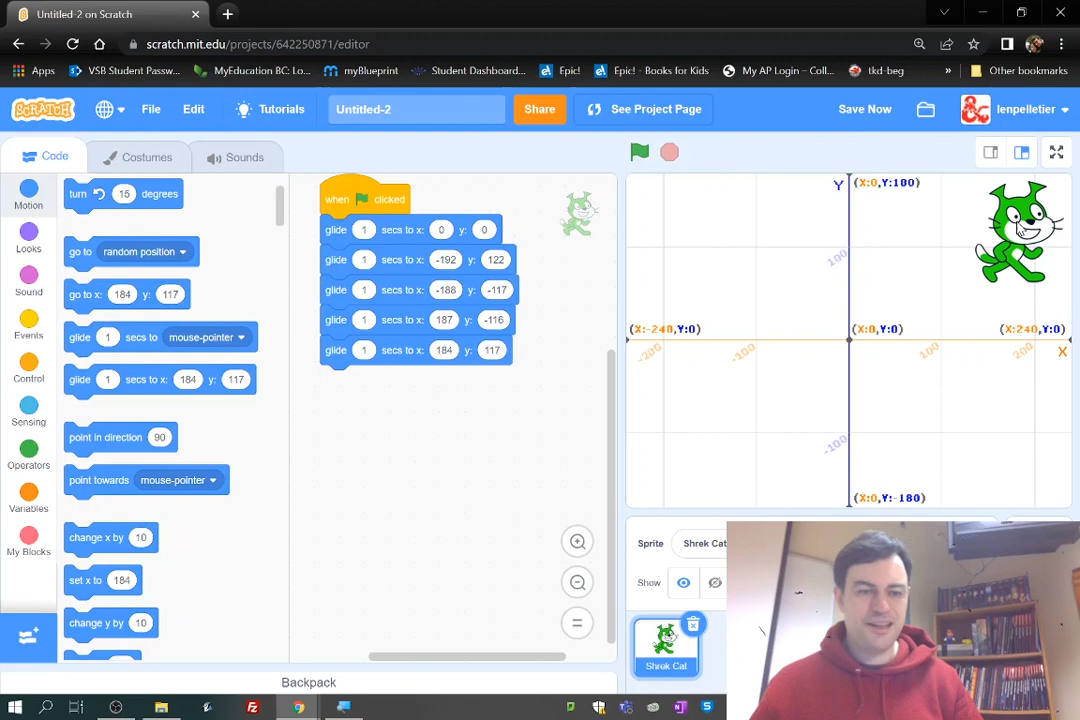 Untitled-2 on Scratch
scratch.mit.edu/projects/642250871/editor
Apps
VSB Student Passw...
MyEducation BC: Lo...
myBlueprint
Student Dashboard...
Epic!
Epic! - Books for Kids
My AP Login – Coll...
tkd-beg
»
Other bookmarks
SCRATCH
File
Edit
Tutorials
Untitled-2
Share
See Project Page
Save Now
lenpelletier
Code
Costumes
Sounds
Motion
Looks
Sound
Events
Control
Sensing
Operators
Variables
My Blocks
turn 15 degrees
go to random position
go to x: 184 y: 117
glide 1 secs to mouse-pointer
glide 1 secs to x: 184 y: 117
point in direction 90
point towards mouse-pointer
change x by 10
set x to 184
change y by 10
when clicked
glide 1 secs to x: 0 y: 0
glide 1 secs to x: -192 y: 122
glide 1 secs to x: -188 y: -117
glide 1 secs to x: 187 y: -116
glide 1 secs to x: 184 y: 117
Y (X:0,Y:180)
100
(X:-240,Y:0)
(X:0,Y:0)
(X:240,Y:0)
-200
-100
100
200
X
-100
(X:0,Y:-180)
Sprite
Shrek Cat
Show
Shrek Cat
Backpack